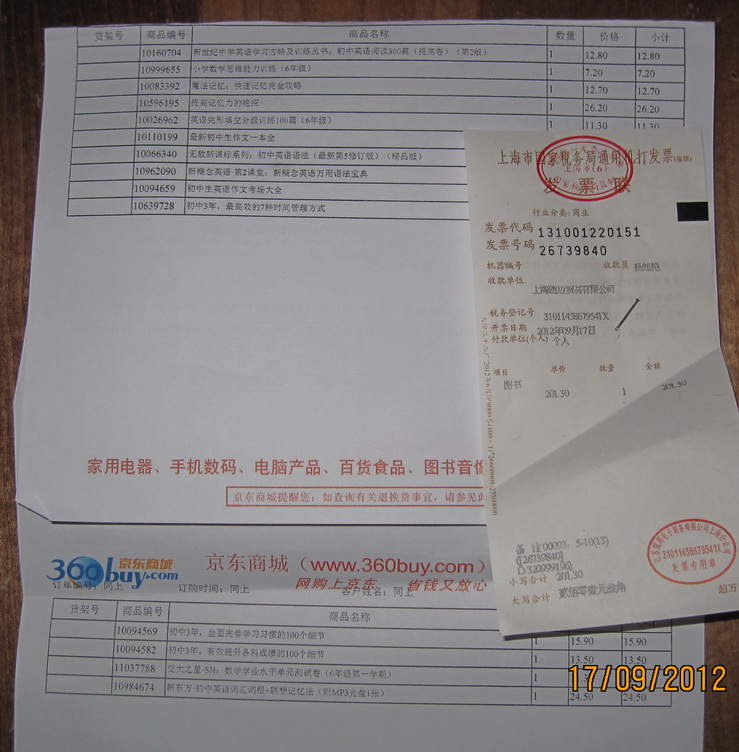 货架号 商品编号 商品名称 数量 价格 小计
10160704 新世纪中学英语学习方略及训练丛书：初中英语阅读300篇（提高卷）（第2版） 1 12.80 12.80
10999655 小学数学思维能力训练（6年级） 1 7.20 7.20
10083392 魔法记忆：快速记忆完全攻略 1 12.70 12.70
10596195 提高记忆力的绝招 1 26.20 26.20
10026962 英语完形填空分级训练100篇（6年级） 1 11.30 11.30
10110199 最新初中生作文一本全
10066340 无敌新课标系列：初中英语语法（最新第5修订版）（精品版）
10962090 新概念英语·第2课堂：新概念英语万用语法宝典
10094659 初中生英语作文考场大全
10639728 初中3年，最高效的7种时间管理方式
家用电器、手机数码、电脑产品、百货食品、图书音像
京东商城提醒您：如查询有关退换货事宜，请参见此
360buy.com 京东商城
京东商城（www.360buy.com）
网购上京东，省钱又放心
订单编号：同上 订购时间：同上 客户姓名：同上
货架号 商品编号 商品名称
10094569 初中3年，全面完善学习习惯的100个细节 1 15.90 15.90
10094582 初中3年，有效提升各科成绩的100个细节 1 13.50 13.50
11037788 交大之星·SH：数学学业水平单元测试卷（6年级第一学期） 1
10984674 新东方·初中英语词汇词根+联想记忆法（附MP3光盘1张） 1 24.50 24.50
上海市国家税务局通用机打发票
发票联
行业分类：商业
发票代码 131001220151
发票号码 26739840
机器编号 收款员
收款单位
税务登记号 31011458679541X
开票日期 2012年09月17日
付款单位(个人) 个人
项目 单价 数量 金额
图书 201.30 1 201.30
备 注 00093: 5-10(13)
[26739840]
小写合计 201.30
大写合计 贰佰零壹元叁角
31011458679541X
发票专用章
超万
17/09/2012